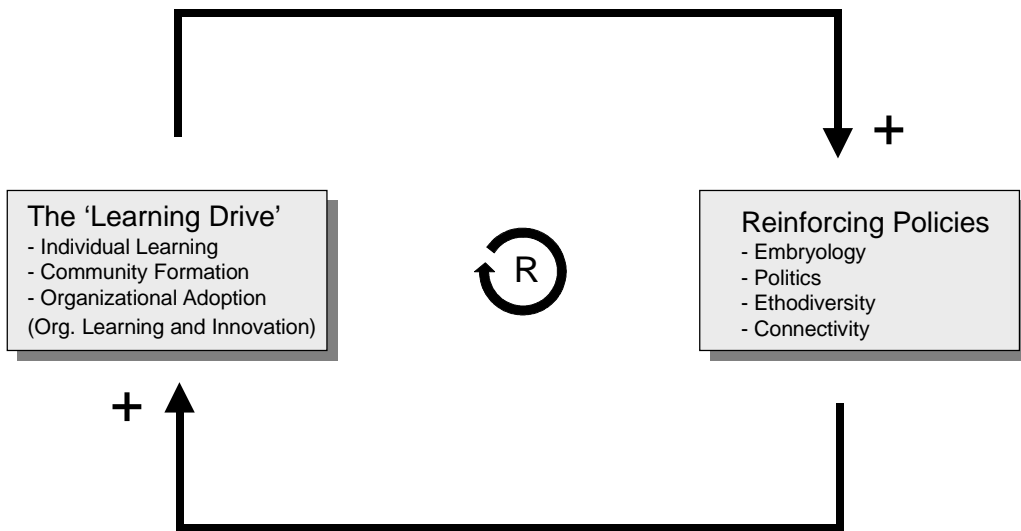 +
The ‘Learning Drive’
- Individual Learning
- Community Formation
- Organizational Adoption
(Org. Learning and Innovation)
R
Reinforcing Policies
- Embryology
- Politics
- Ethodiversity
- Connectivity
+